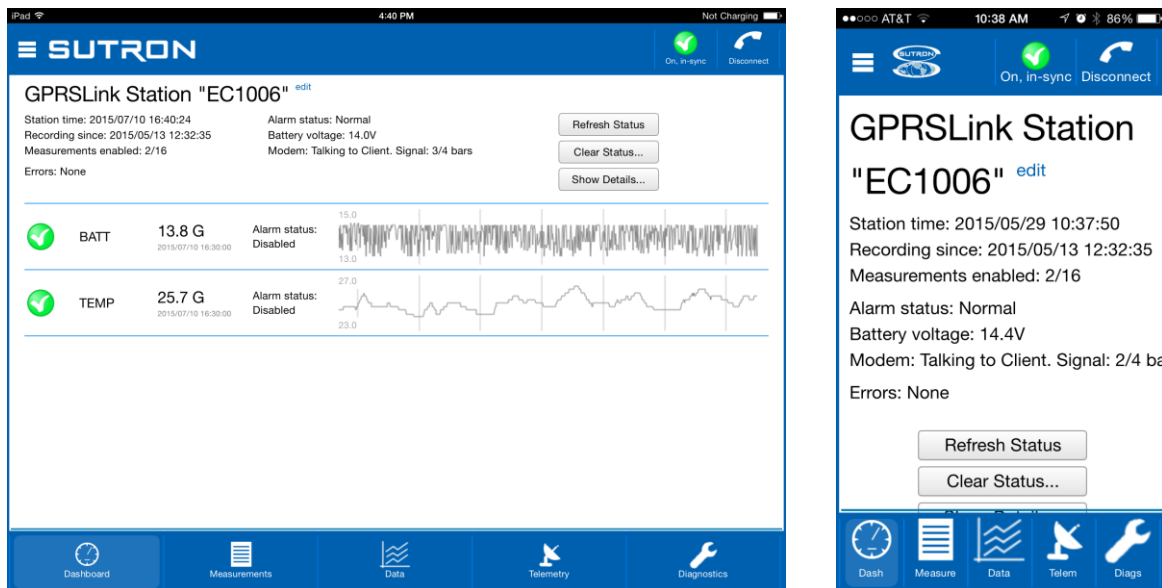 iPad 4:40 PM Not Charging
SUTRON
On, in-sync Disconnect
GPRSLink Station "EC1006" edit
Station time: 2015/07/10 16:40:24
Recording since: 2015/05/13 12:32:35
Measurements enabled: 2/16
Errors: None
Alarm status: Normal
Battery voltage: 14.0V
Modem: Talking to Client. Signal: 3/4 bars
Refresh Status
Clear Status...
Show Details...
BATT
13.8 G
2015/07/10 16:30:00
Alarm status:
Disabled
15.0
13.0
TEMP
25.7 G
2015/07/10 16:30:00
Alarm status:
Disabled
27.0
23.0
Dashboard Measurements Data Telemetry Diagnostics
AT&T 10:38 AM 86%
SUTRON
On, in-sync Disconnect
GPRSLink Station
"EC1006" edit
Station time: 2015/05/29 10:37:50
Recording since: 2015/05/13 12:32:35
Measurements enabled: 2/16
Alarm status: Normal
Battery voltage: 14.4V
Modem: Talking to Client. Signal: 2/4 ba
Errors: None
Refresh Status
Clear Status...
Dash Measure Data Telem Diags